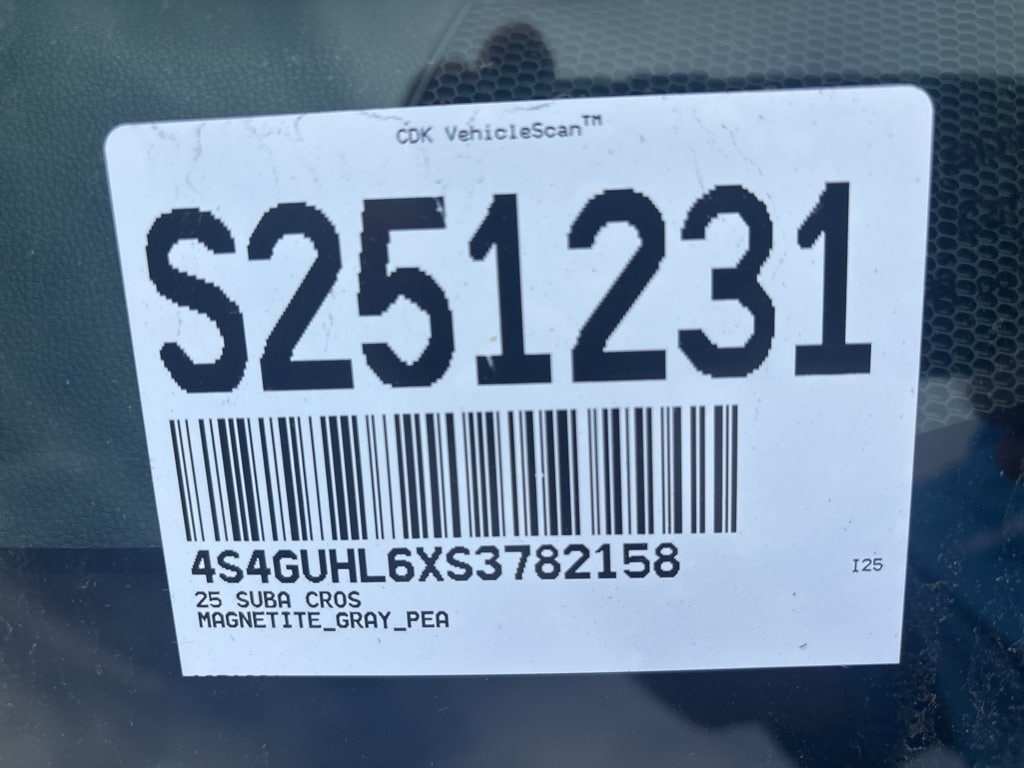 CDK VehicleScan™
S251231
4S4GUHL6XS3782158
I25
25 SUBA CROS
MAGNETITE_GRAY_PEA